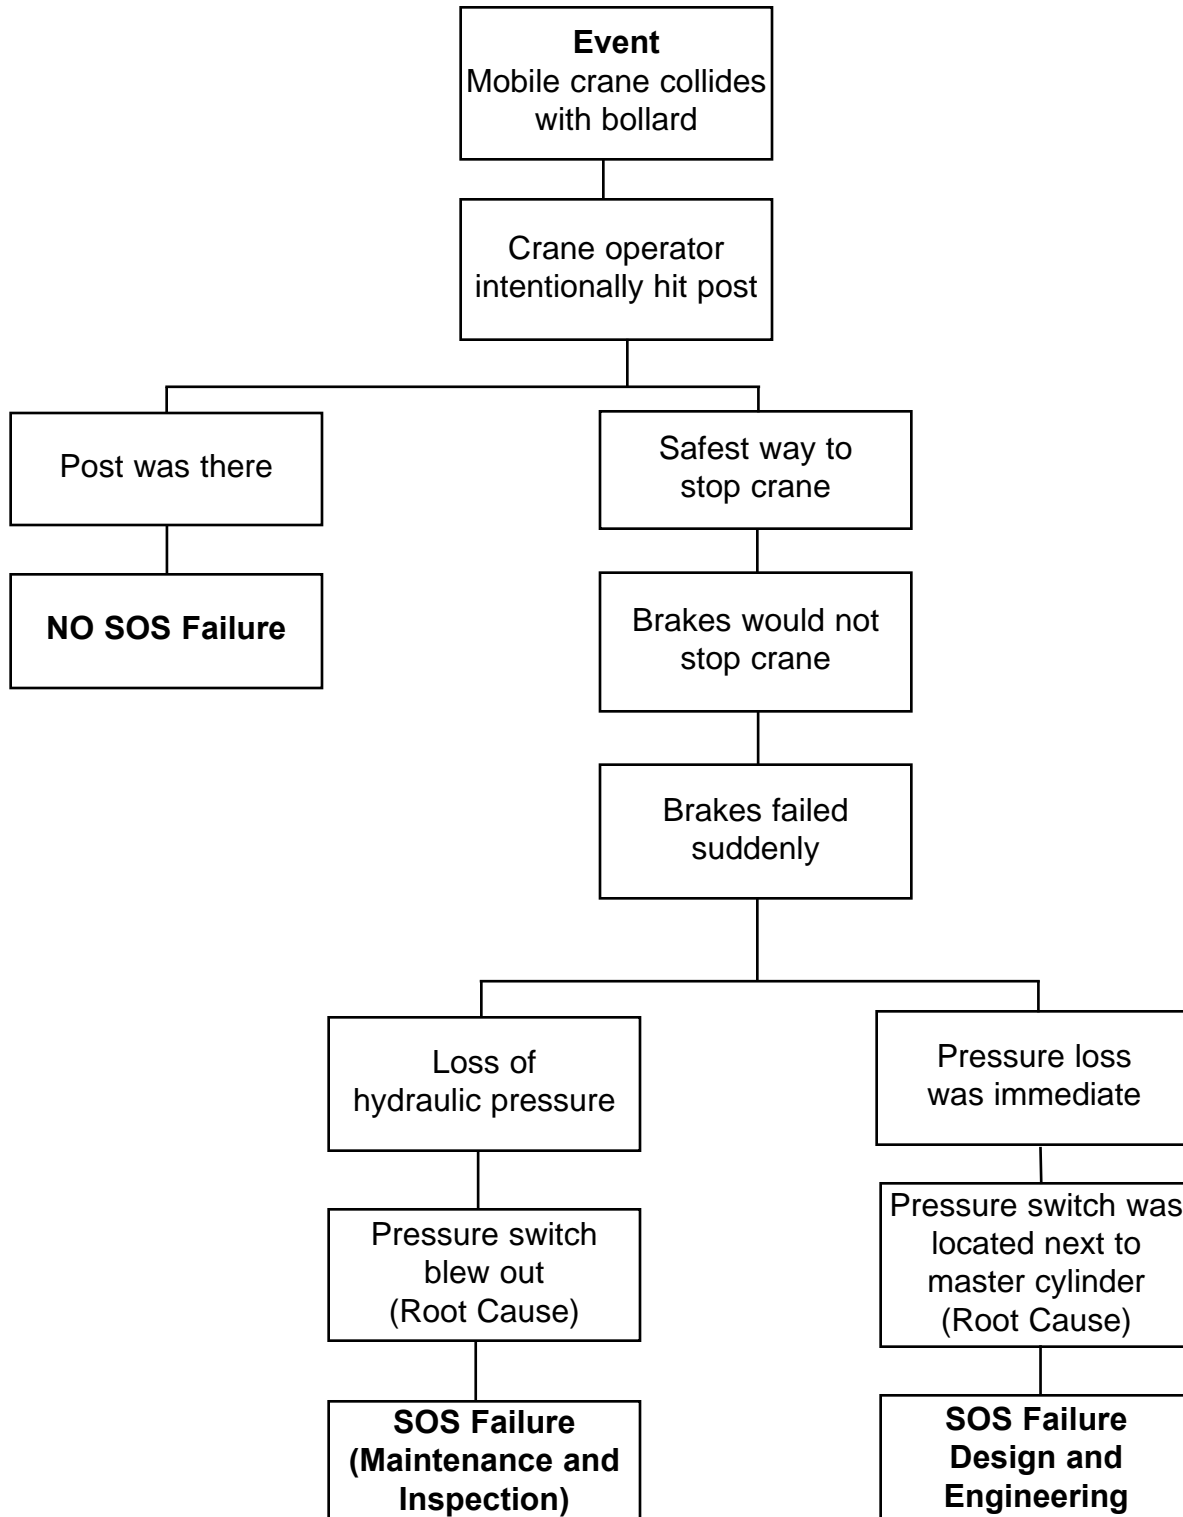 Event
Mobile crane collides
with bollard
Crane operator
intentionally hit post
Post was there
Safest way to
stop crane
NO SOS Failure
Brakes would not
stop crane
Brakes failed
suddenly
Loss of
hydraulic pressure
Pressure loss
was immediate
Pressure switch
blew out
(Root Cause)
Pressure switch was
located next to
master cylinder
(Root Cause)
SOS Failure
(Maintenance and
Inspection)
SOS Failure
Design and
Engineering